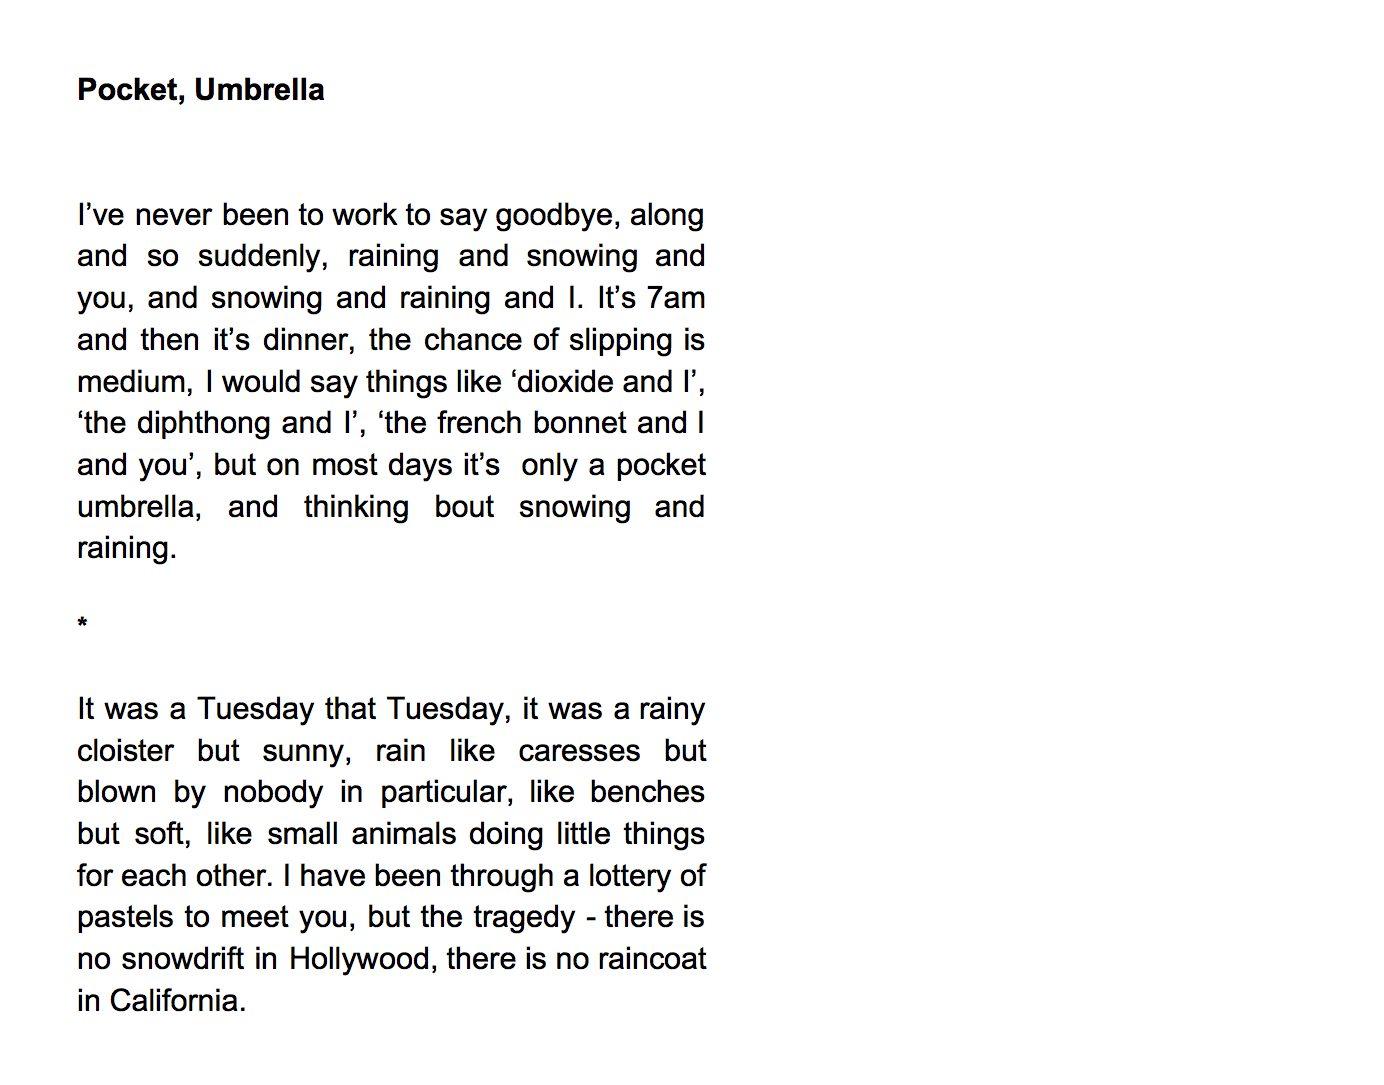 Pocket, Umbrella
I’ve never been to work to say goodbye, along
and so suddenly, raining and snowing and
you, and snowing and raining and I. It’s 7am
and then it’s dinner, the chance of slipping is
medium, I would say things like ‘dioxide and I’,
‘the diphthong and I’, ‘the french bonnet and I
and you’, but on most days it’s  only a pocket
umbrella, and thinking bout snowing and
raining.
*
It was a Tuesday that Tuesday, it was a rainy
cloister but sunny, rain like caresses but
blown by nobody in particular, like benches
but soft, like small animals doing little things
for each other. I have been through a lottery of
pastels to meet you, but the tragedy - there is
no snowdrift in Hollywood, there is no raincoat
in California.